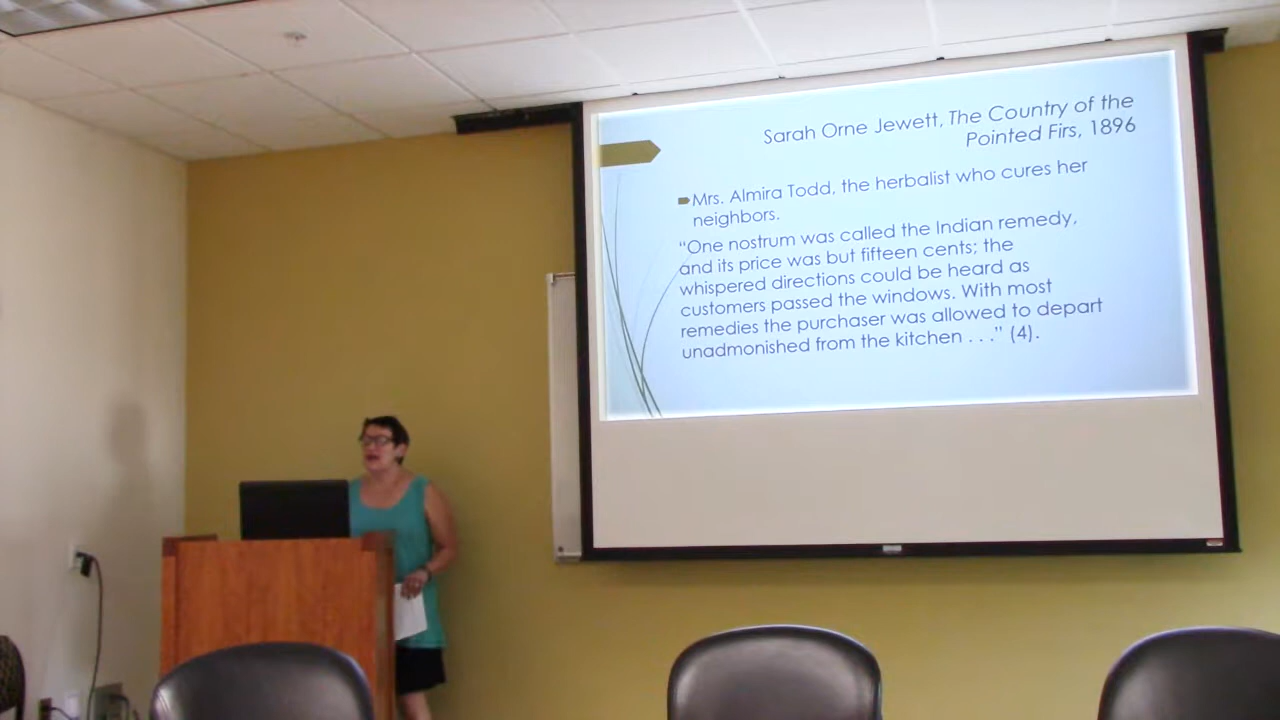 Sarah Orne Jewett, The Country of the
Pointed Firs, 1896
Mrs. Almira Todd, the herbalist who cures her
neighbors.
“One nostrum was called the Indian remedy,
and its price was but fifteen cents; the
whispered directions could be heard as
customers passed the windows. With most
remedies the purchaser was allowed to depart
unadmonished from the kitchen . . .” (4).